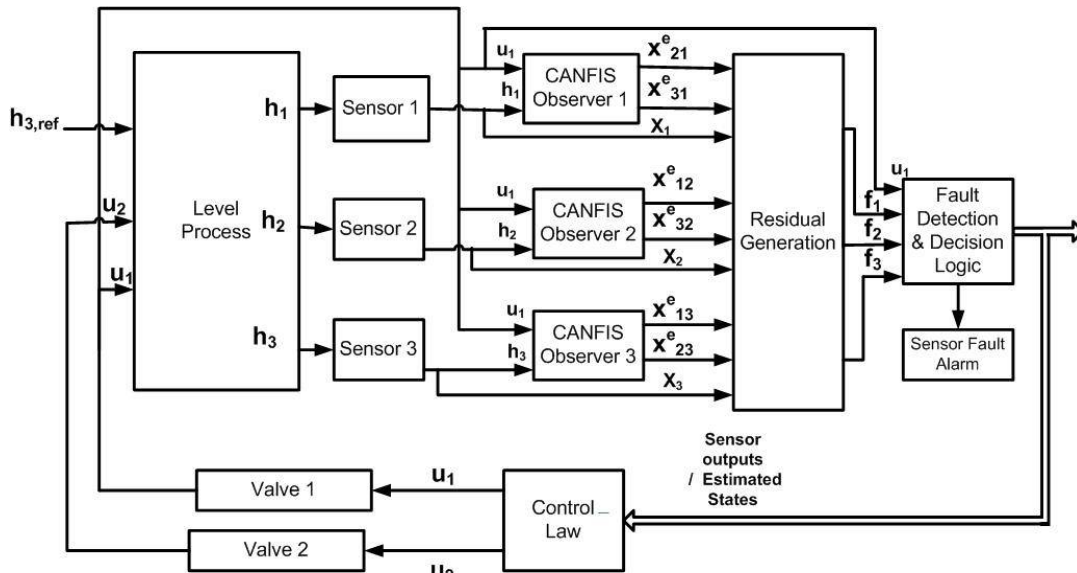 u₁
h₁
CANFIS
Observer 1
xᵉ₂₁
xᵉ₃₁
X₁
h₃,ref
u₂
u₁
Level
Process
h₁
h₂
h₃
Sensor 1
Sensor 2
Sensor 3
u₁
h₂
CANFIS
Observer 2
xᵉ₁₂
xᵉ₃₂
X₂
u₁
h₃
CANFIS
Observer 3
xᵉ₁₃
xᵉ₂₃
X₃
Residual
Generation
u₁
f₁
f₂
f₃
Fault
Detection
& Decision
Logic
Sensor Fault
Alarm
Sensor
outputs
/ Estimated
States
Valve 1
u₁
Control
Law
Valve 2